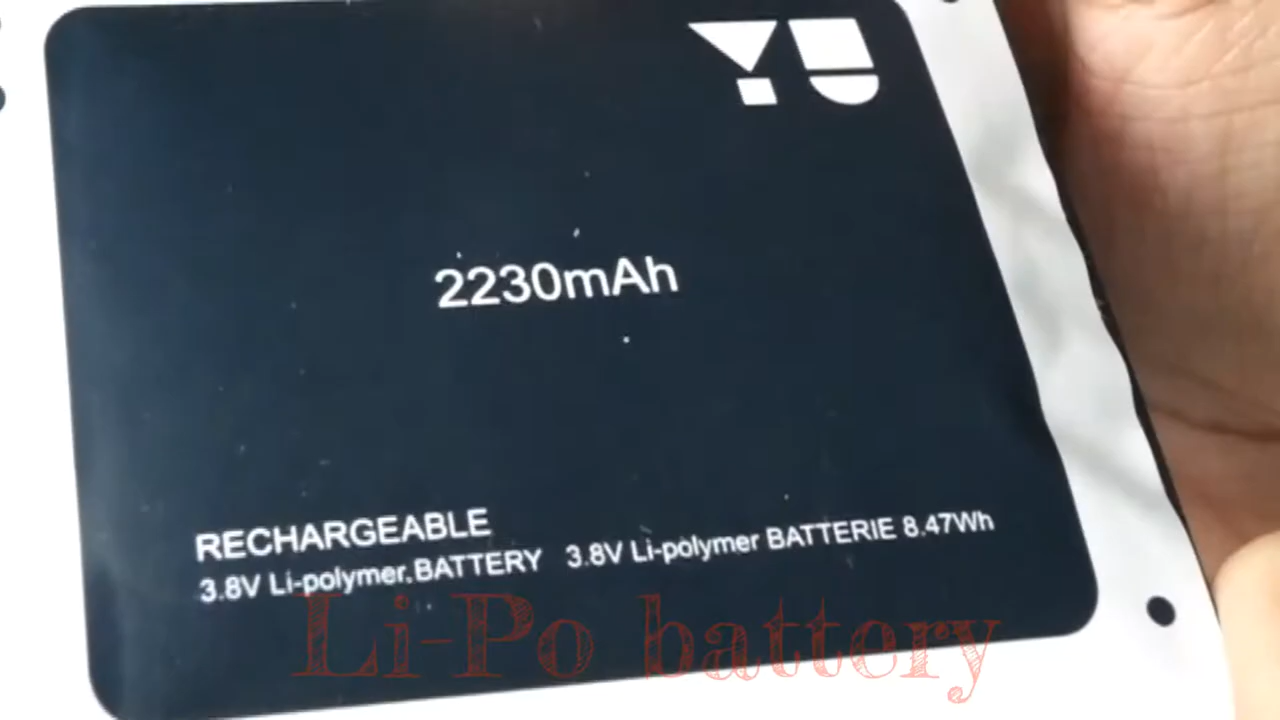 YU
2230mAh
RECHARGEABLE
3.8V Li-polymer.BATTERY 3.8V Li-polymer BATTERIE 8.47Wh
Li-Po battery